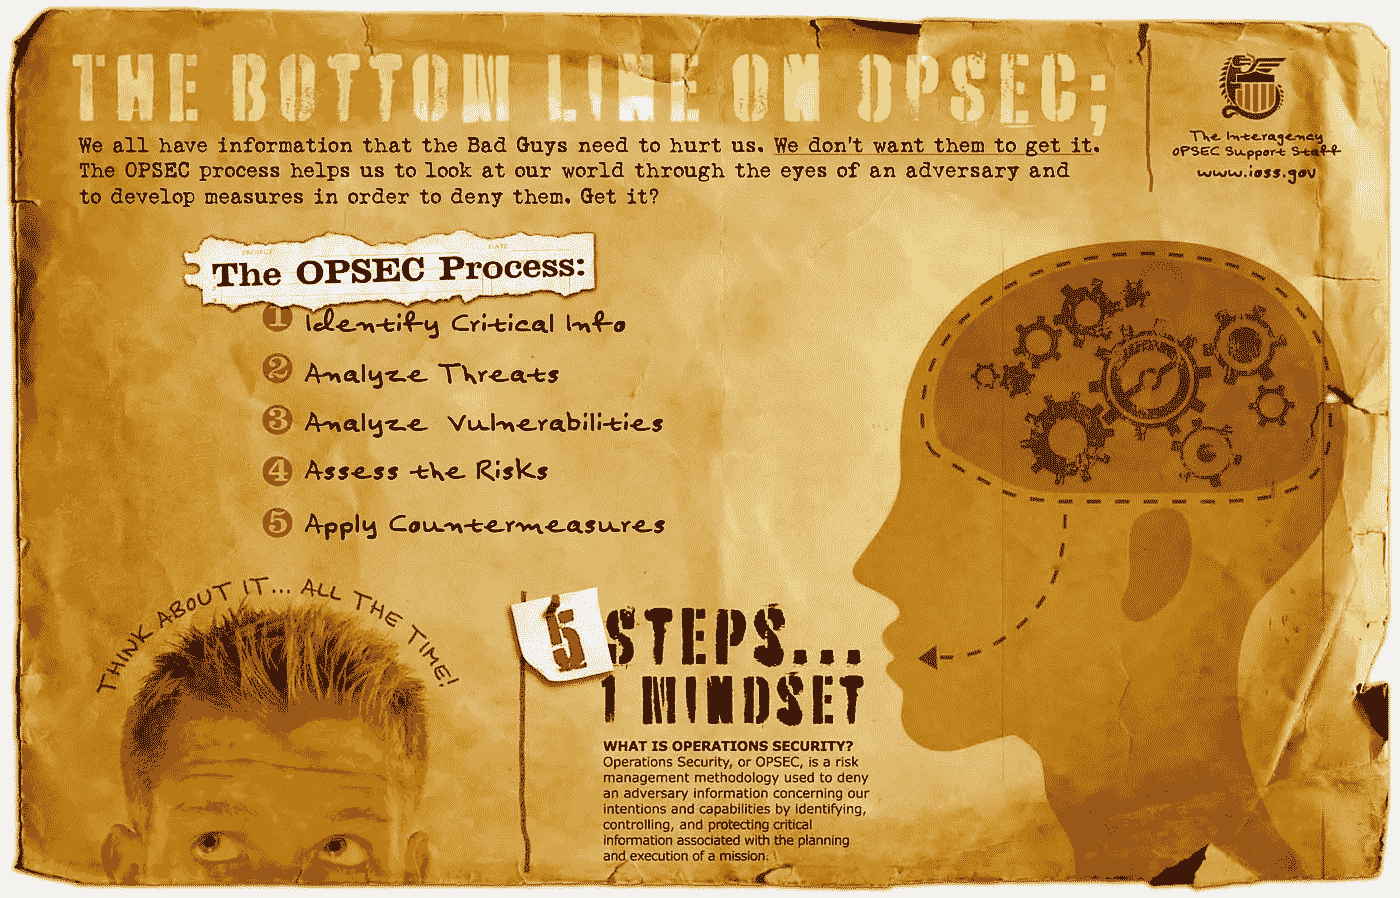 THE BOTTOM LINE ON OPSEC;
We all have information that the Bad Guys need to hurt us. We don't want them to get it.
The OPSEC process helps us to look at our world through the eyes of an adversary and
to develop measures in order to deny them. Get it?
The Interagency
OPSEC Support Staff
www.ioss.gov
PROJECT
DATE
The OPSEC Process:
1 Identify Critical Info
2 Analyze Threats
3 Analyze Vulnerabilities
4 Assess the Risks
5 Apply Countermeasures
THINK ABOUT IT... ALL THE TIME!
5 STEPS...
1 MINDSET
WHAT IS OPERATIONS SECURITY?
Operations Security, or OPSEC, is a risk
management methodology used to deny
an adversary information concerning our
intentions and capabilities by identifying,
controlling, and protecting critical
information associated with the planning
and execution of a mission.